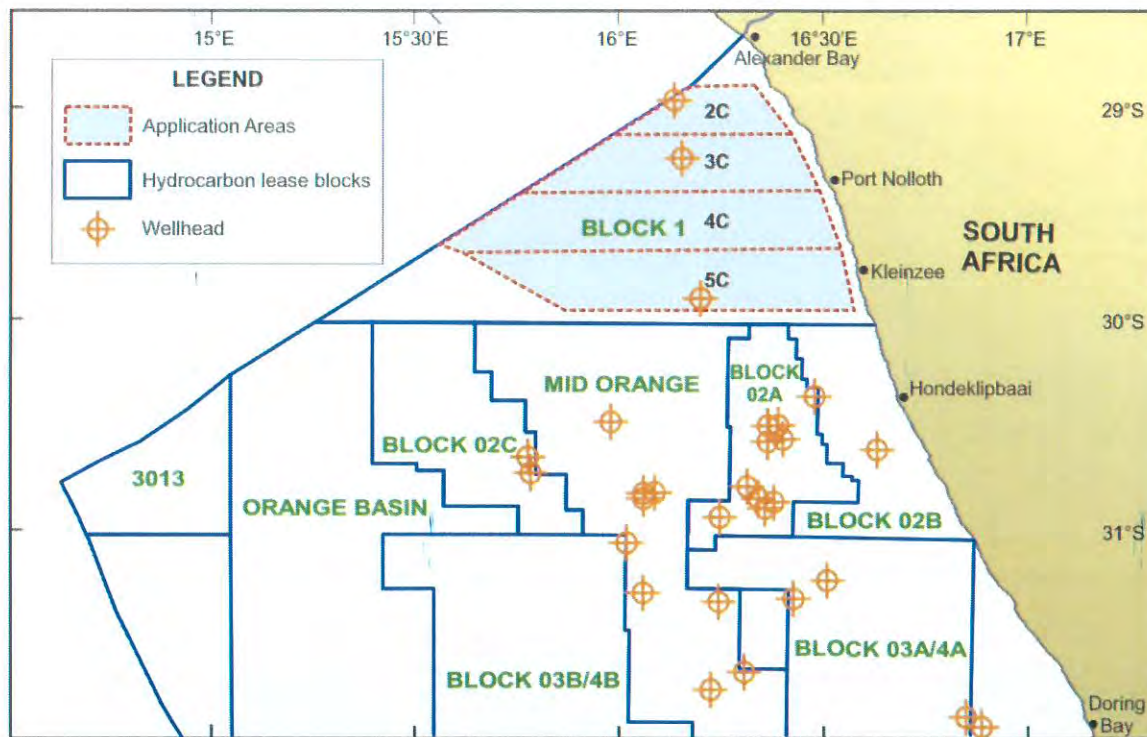 15°E
15°30'E
16°E
16°30'E
17°E
Alexander Bay
LEGEND
Application Areas
Hydrocarbon lease blocks
Wellhead
29°S
2C
3C
Port Nolloth
BLOCK 1
4C
SOUTH
AFRICA
Kleinzee
5C
30°S
MID ORANGE
BLOCK
02A
Hondeklipbaai
BLOCK 02C
3013
ORANGE BASIN
BLOCK 02B
31°S
BLOCK 03A/4A
BLOCK 03B/4B
Doring
Bay